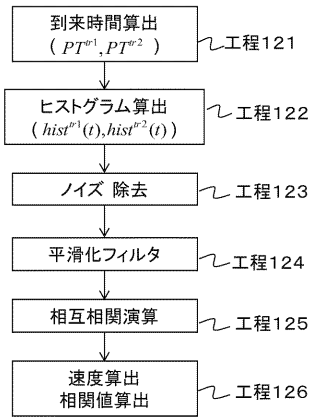 到来時間算出
( PT^{tr1}, PT^{tr2} )
工程121
ヒストグラム算出
( hist^{tr1}(t), hist^{tr2}(t) )
工程122
ノイズ 除去
工程123
平滑化フィルタ
工程124
相互相関演算
工程125
速度算出
相関値算出
工程126